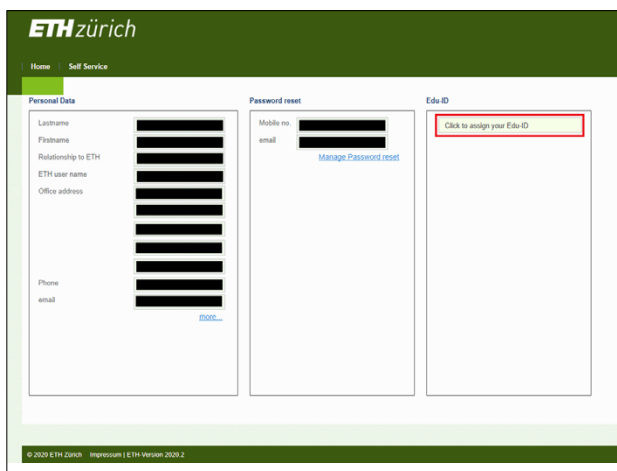 ETH zürich
Home Self Service
Personal Data
Lastname
Firstname
Relationship to ETH
ETH user name
Office address
Phone
email
more...
Password reset
Mobile no.
email
Manage Password reset
Edu-ID
Click to assign your Edu-ID
© 2020 ETH Zürich Impressum | ETH-Version 2020.2